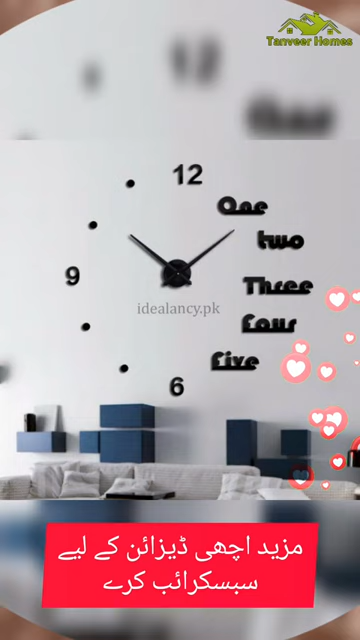 Tanveer Homes
12
One
two
Three
Four
Five
6
9
idealancy.pk
مزید اچھی ڈیزائن کے لیے
سبسکرائب کرے